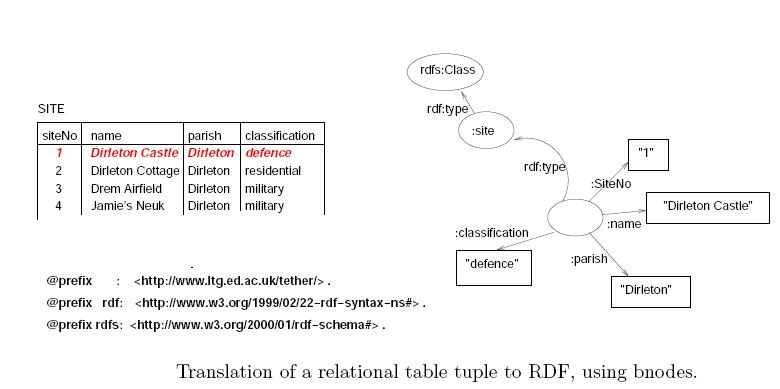 SITE
siteNo name parish classification
1 Dirleton Castle Dirleton defence
2 Dirleton Cottage Dirleton residential
3 Drem Airfield Dirleton military
4 Jamie's Neuk Dirleton military
rdfs:Class
rdf:type
:site
rdf:type
"1"
:SiteNo
"Dirleton Castle"
:name
:classification
"defence"
:parish
"Dirleton"
@prefix : <http://www.ltg.ed.ac.uk/tether/> .
@prefix rdf: <http://www.w3.org/1999/02/22-rdf-syntax-ns#> .
@prefix rdfs: <http://www.w3.org/2000/01/rdf-schema#> .
Translation of a relational table tuple to RDF, using bnodes.